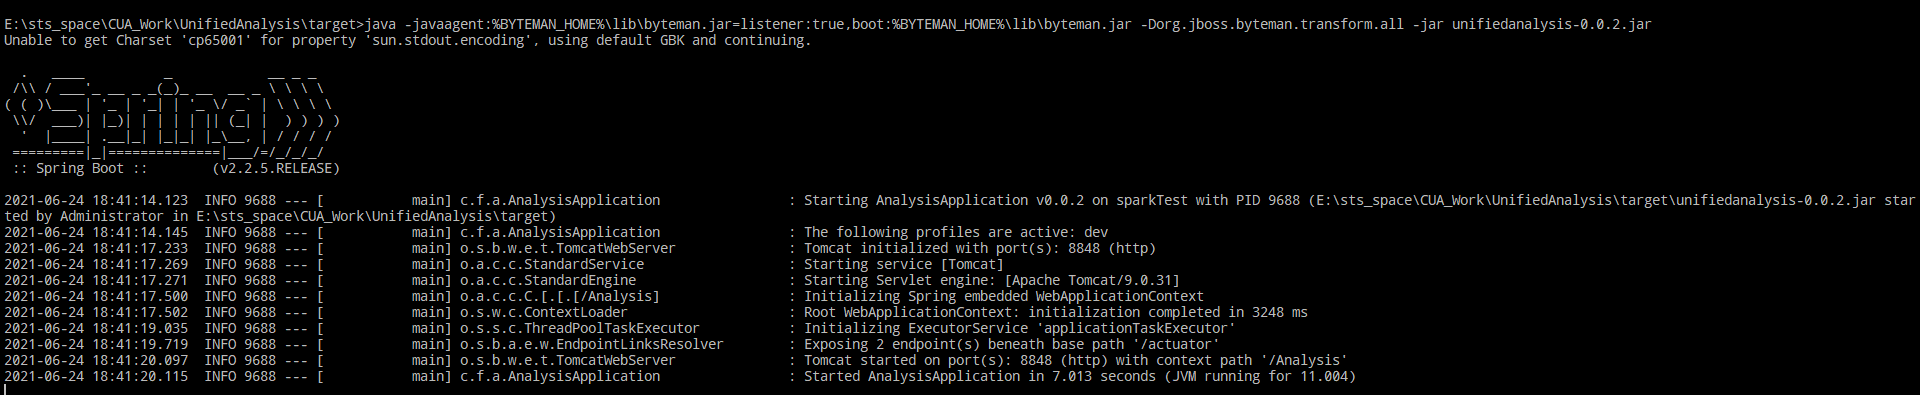 E:\sts_space\CUA_Work\UnifiedAnalysis\target>java -javaagent:%BYTEMAN_HOME%\lib\byteman.jar=listener:true,boot:%BYTEMAN_HOME%\lib\byteman.jar -Dorg.jboss.byteman.transform.all -jar unifiedanalysis-0.0.2.jar
Unable to get Charset 'cp65001' for property 'sun.stdout.encoding', using default GBK and continuing.
  .   ____          _            __ _ _
 /\\ / ___'_ __ _ _(_)_ __  __ _ \ \ \ \
( ( )\___ | '_ | '_| | '_ \/ _` | \ \ \ \
 \\/  ___)| |_)| | | | | || (_| |  ) ) ) )
  '  |____| .__|_| |_|_| |_\__, | / / / /
 =========|_|==============|___/=/_/_/_/
 :: Spring Boot ::        (v2.2.5.RELEASE)
2021-06-24 18:41:14.123  INFO 9688 --- [           main] c.f.a.AnalysisApplication                : Starting AnalysisApplication v0.0.2 on sparkTest with PID 9688 (E:\sts_space\CUA_Work\UnifiedAnalysis\target\unifiedanalysis-0.0.2.jar star
ted by Administrator in E:\sts_space\CUA_Work\UnifiedAnalysis\target)
2021-06-24 18:41:14.145  INFO 9688 --- [           main] c.f.a.AnalysisApplication                : The following profiles are active: dev
2021-06-24 18:41:17.233  INFO 9688 --- [           main] o.s.b.w.e.t.TomcatWebServer              : Tomcat initialized with port(s): 8848 (http)
2021-06-24 18:41:17.269  INFO 9688 --- [           main] o.a.c.c.StandardService                  : Starting service [Tomcat]
2021-06-24 18:41:17.271  INFO 9688 --- [           main] o.a.c.c.StandardEngine                   : Starting Servlet engine: [Apache Tomcat/9.0.31]
2021-06-24 18:41:17.500  INFO 9688 --- [           main] o.a.c.c.C.[.[.[/Analysis]                : Initializing Spring embedded WebApplicationContext
2021-06-24 18:41:17.502  INFO 9688 --- [           main] o.s.w.c.ContextLoader                    : Root WebApplicationContext: initialization completed in 3248 ms
2021-06-24 18:41:19.035  INFO 9688 --- [           main] o.s.s.c.ThreadPoolTaskExecutor           : Initializing ExecutorService 'applicationTaskExecutor'
2021-06-24 18:41:19.719  INFO 9688 --- [           main] o.s.b.a.e.w.EndpointLinksResolver        : Exposing 2 endpoint(s) beneath base path '/actuator'
2021-06-24 18:41:20.097  INFO 9688 --- [           main] o.s.b.w.e.t.TomcatWebServer              : Tomcat started on port(s): 8848 (http) with context path '/Analysis'
2021-06-24 18:41:20.115  INFO 9688 --- [           main] c.f.a.AnalysisApplication                : Started AnalysisApplication in 7.013 seconds (JVM running for 11.004)